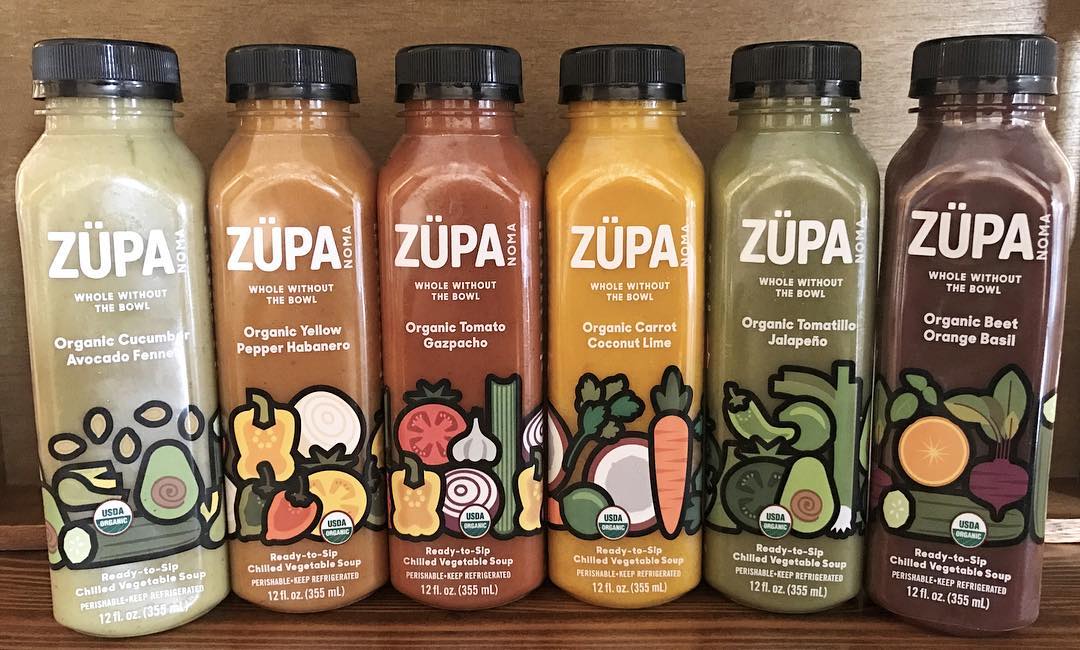 ZÜPA
NOMA
WHOLE WITHOUT
THE BOWL
Organic Cucumber
Avocado Fennel
USDA
ORGANIC
Ready-to-Sip
Chilled Vegetable Soup
PERISHABLE•KEEP REFRIGERATED
12 fl. oz. (355 mL)
ZÜPA
NOMA
WHOLE WITHOUT
THE BOWL
Organic Yellow
Pepper Habanero
USDA
ORGANIC
Ready-to-Sip
Chilled Vegetable Soup
PERISHABLE•KEEP REFRIGERATED
12 fl. oz. (355 mL)
ZÜPA
NOMA
WHOLE WITHOUT
THE BOWL
Organic Tomato
Gazpacho
USDA
ORGANIC
Ready-to-Sip
Chilled Vegetable Soup
PERISHABLE•KEEP REFRIGERATED
12 fl. oz. (355 mL)
ZÜPA
NOMA
WHOLE WITHOUT
THE BOWL
Organic Carrot
Coconut Lime
USDA
ORGANIC
Ready-to-Sip
Chilled Vegetable Soup
PERISHABLE•KEEP REFRIGERATED
12 fl. oz. (355 mL)
ZÜPA
NOMA
WHOLE WITHOUT
THE BOWL
Organic Tomatillo
Jalapeño
USDA
ORGANIC
Ready-to-Sip
Chilled Vegetable Soup
PERISHABLE•KEEP REFRIGERATED
12 fl. oz. (355 mL)
ZÜPA
NOMA
WHOLE WITHOUT
THE BOWL
Organic Beet
Orange Basil
USDA
ORGANIC
Ready-to-Sip
Chilled Vegetable Soup
PERISHABLE•KEEP REFRIGERATED
12 fl. oz. (355 mL)